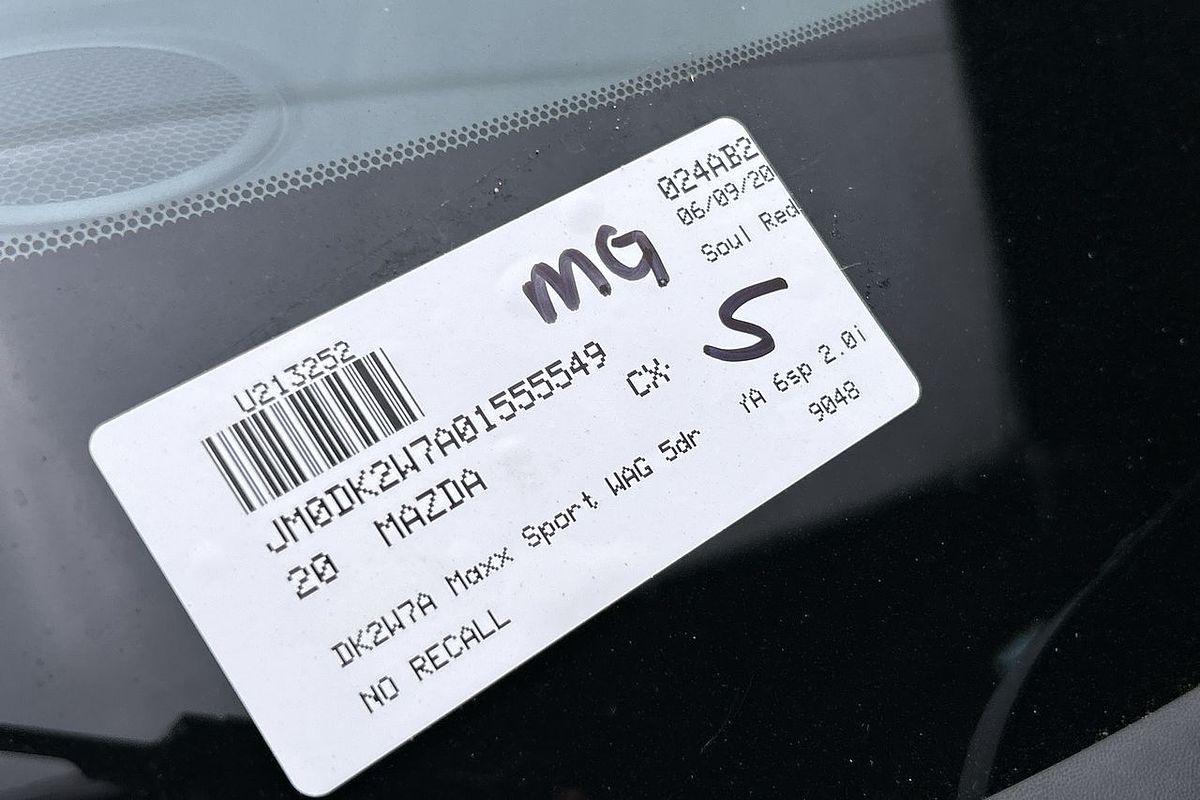 024AB2
06/09/20
Soul Red
MG
S
U213252
JM0DK2W7A01555549
20 MAZDA CX-
DK2W7A Maxx Sport WAG 5dr YA 6sp 2.0i
NO RECALL 9048